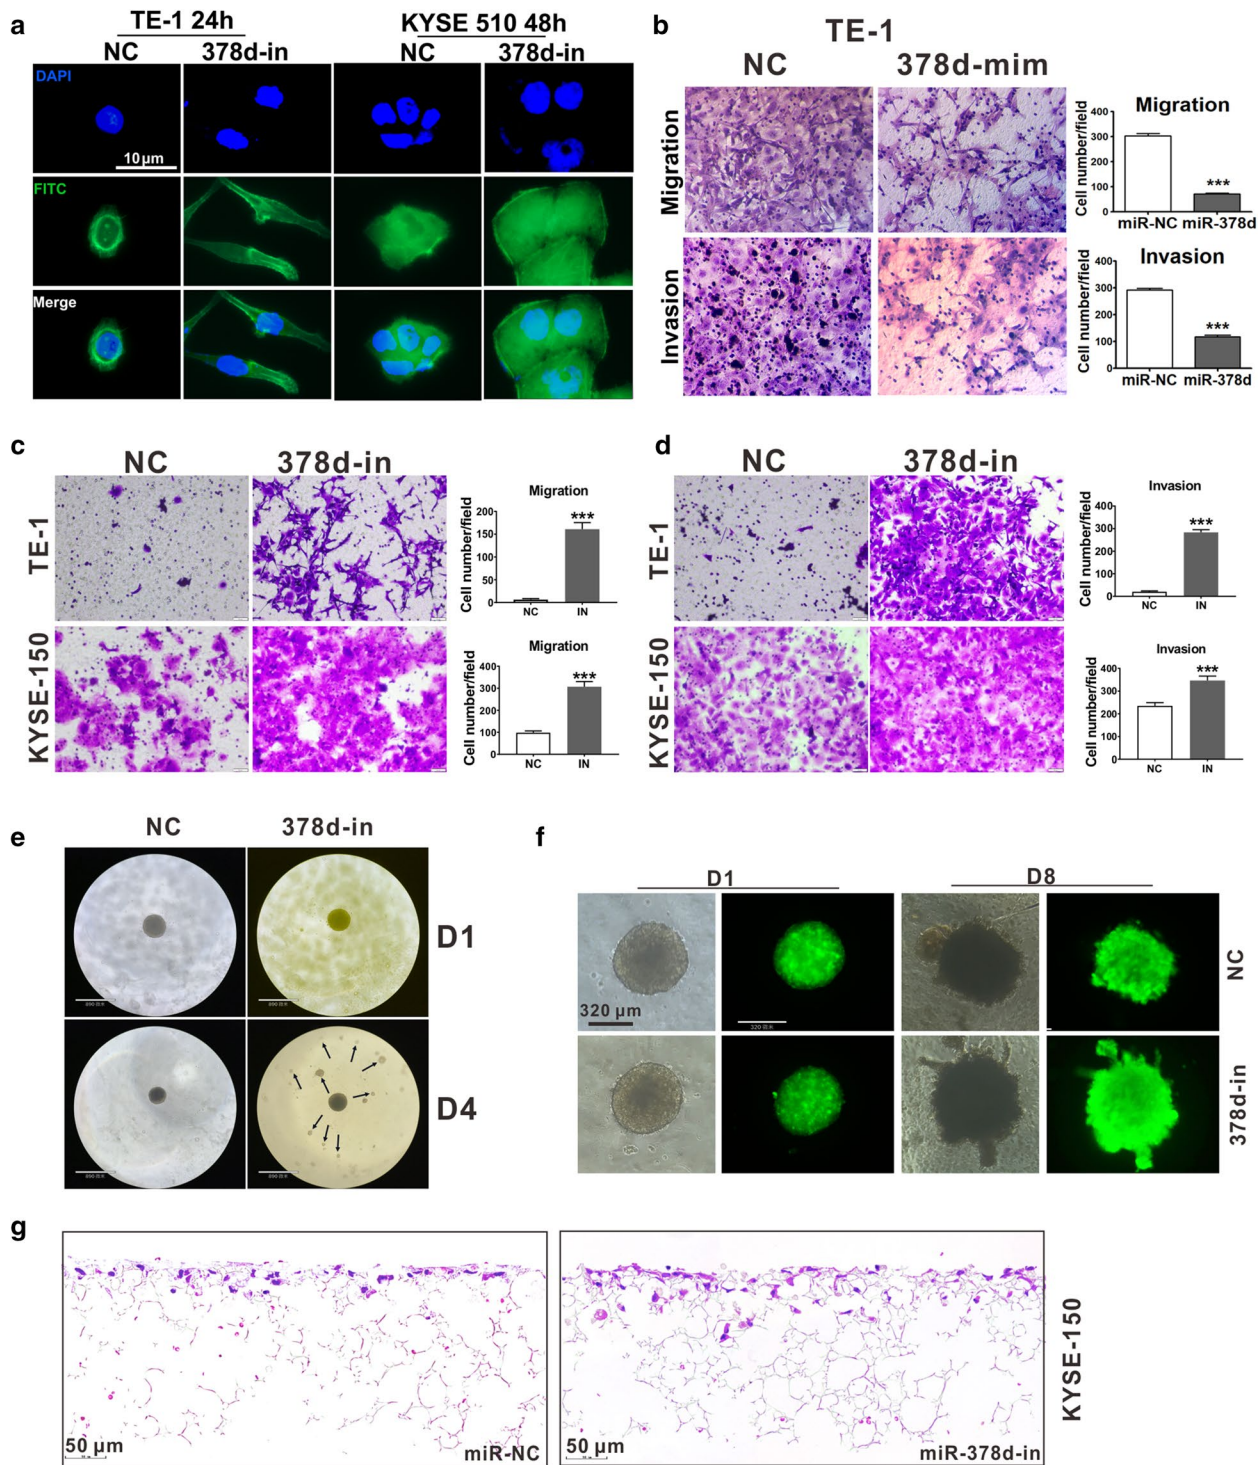 a
TE-1 24h
KYSE 510 48h
NC
378d-in
NC
378d-in
DAPI
10µm
FITC
Merge
b
TE-1
NC
378d-mim
Migration
Invasion
Migration
Cell number/field
400
300
200
100
0
***
miR-NC
miR-378d
Invasion
Cell number/field
400
300
200
100
0
***
miR-NC
miR-378d
c
NC
378d-in
TE-1
KYSE-150
Migration
Cell number/field
200
150
100
50
0
***
NC
IN
Migration
Cell number/field
400
300
200
100
0
***
NC
IN
d
NC
378d-in
TE-1
KYSE-150
Invasion
Cell number/field
400
300
200
100
0
***
NC
IN
Invasion
Cell number/field
400
300
200
100
0
***
NC
IN
e
NC
378d-in
D1
D4
f
D1
D8
320 µm
NC
378d-in
g
50 µm
miR-NC
50 µm
miR-378d-in
KYSE-150